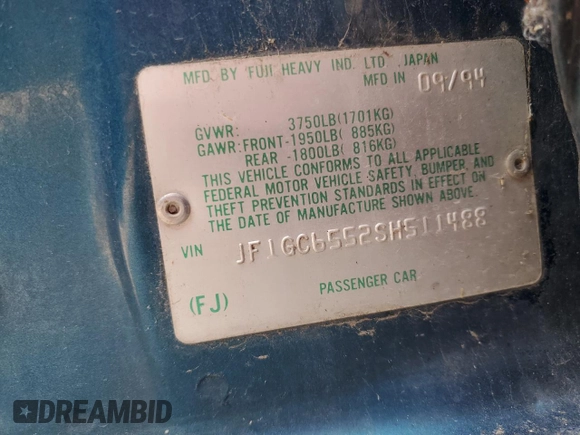 MFD. BY FUJI HEAVY IND. LTD. JAPAN
MFD IN 09/94
GVWR: 3750LB(1701KG)
GAWR:FRONT-1950LB( 885KG)
REAR -1800LB( 816KG)
THIS VEHICLE CONFORMS TO ALL APPLICABLE
FEDERAL MOTOR VEHICLE SAFETY, BUMPER, AND
THEFT PREVENTION STANDARDS IN EFFECT ON
THE DATE OF MANUFACTURE SHOWN ABOVE.
VIN JF1GC6552SH511488
PASSENGER CAR
(FJ)
DREAMBID